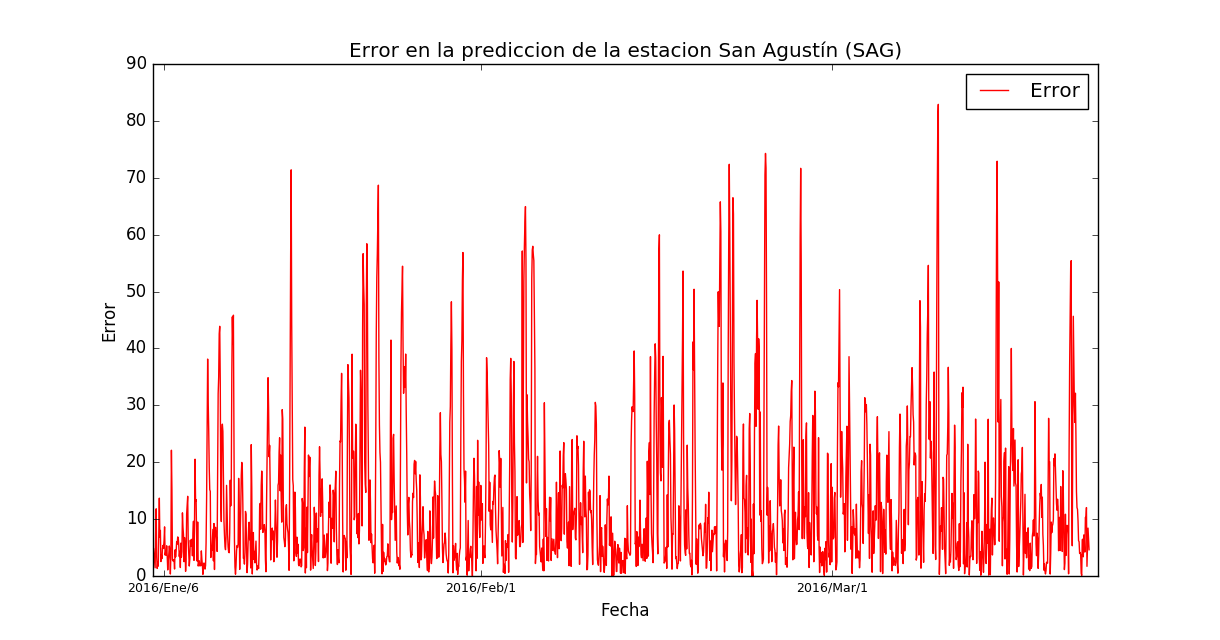 Error en la prediccion de la estacion San Agustín (SAG)
90
80
70
60
50
40
30
20
10
0
Error
Error
2016/Ene/6
2016/Feb/1
2016/Mar/1
Fecha